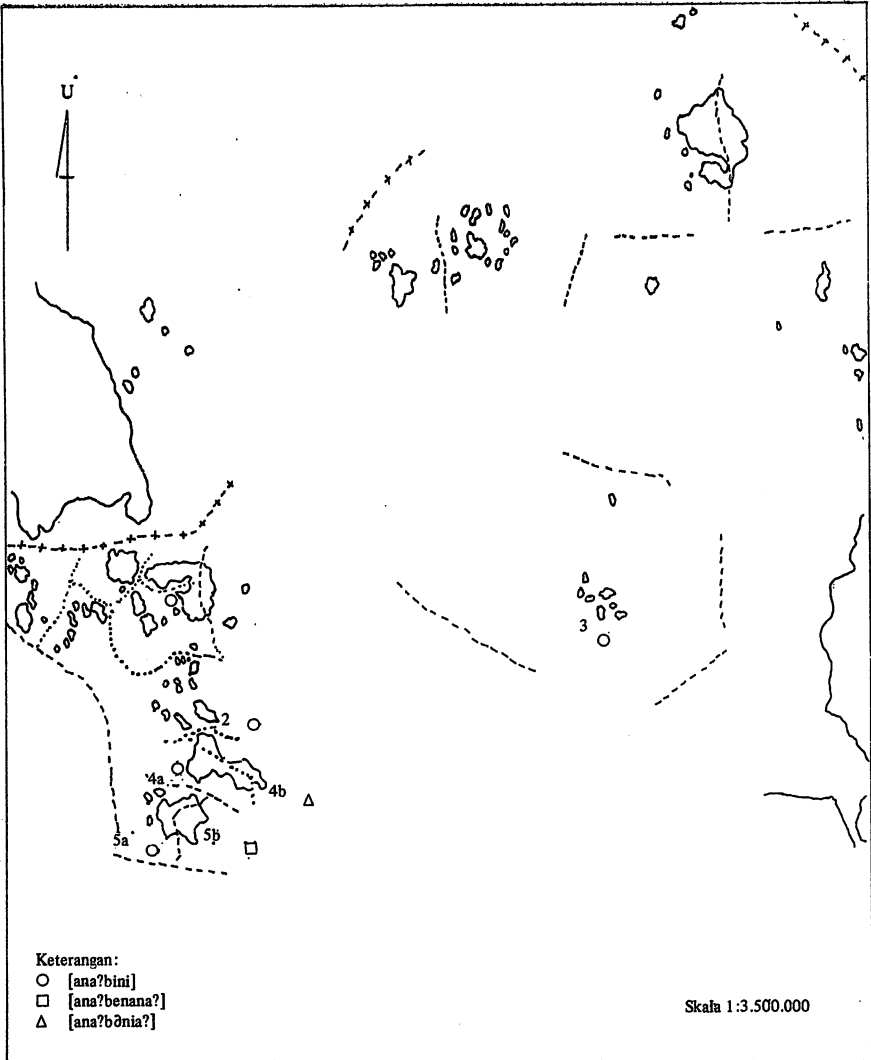 U
3
2
4a
4b
5a
5b
Keterangan:
[ana?bini]
[ana?benana?]
[ana?bənia?]
Skala 1:3.500.000